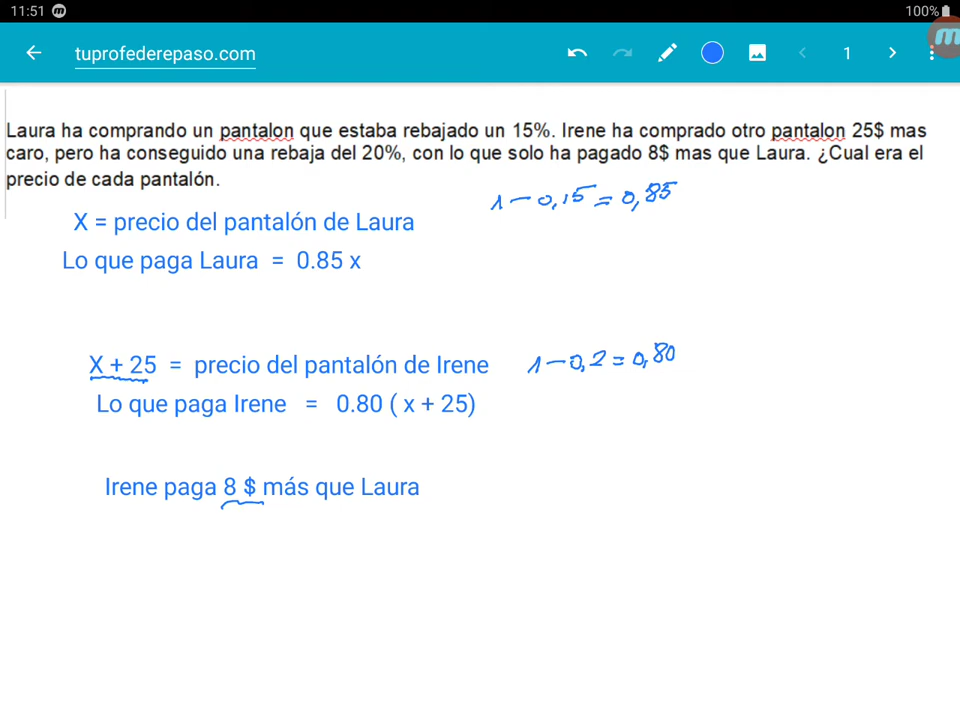 11:51
100%
tuprofederepaso.com
1
Laura ha comprando un pantalon que estaba rebajado un 15%. Irene ha comprado otro pantalon 25$ mas
caro, pero ha conseguido una rebaja del 20%, con lo que solo ha pagado 8$ mas que Laura. ¿Cual era el
precio de cada pantalón.
1 - 0,15 = 0,85
X = precio del pantalón de Laura
Lo que paga Laura = 0.85 x
X + 25 = precio del pantalón de Irene 1 - 0,2 = 0,80
Lo que paga Irene = 0.80 ( x + 25)
Irene paga 8 $ más que Laura